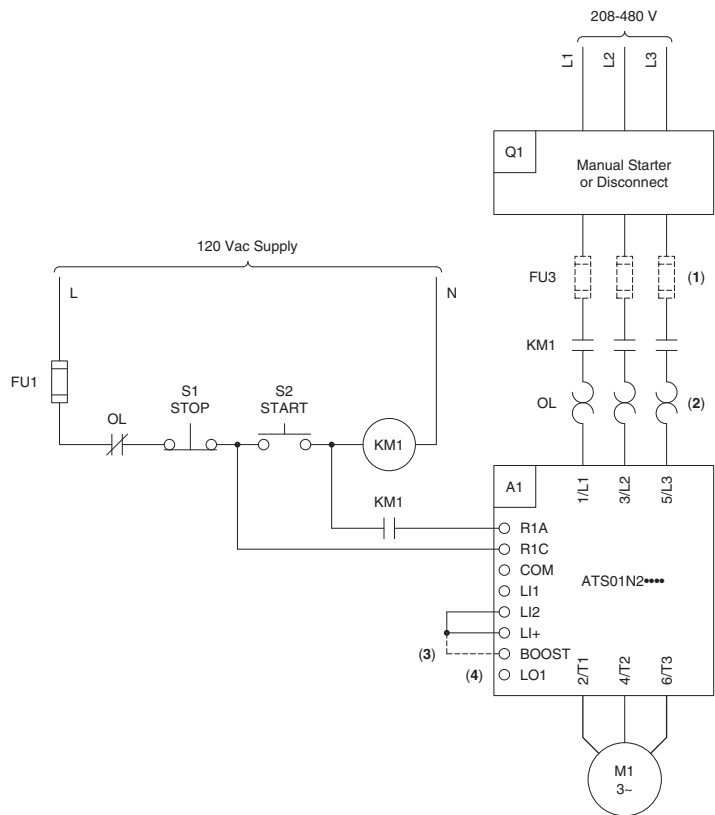 208-480 V
L1
L2
L3
Q1
Manual Starter
or Disconnect
120 Vac Supply
L
N
FU3
(1)
KM1
FU1
S1
STOP
S2
START
OL
OL
(2)
KM1
A1
1/L1
3/L2
5/L3
KM1
R1A
R1C
COM
ATS01N2••••
LI1
LI2
LI+
(3)
BOOST
(4)
LO1
2/T1
4/T2
6/T3
M1
3~